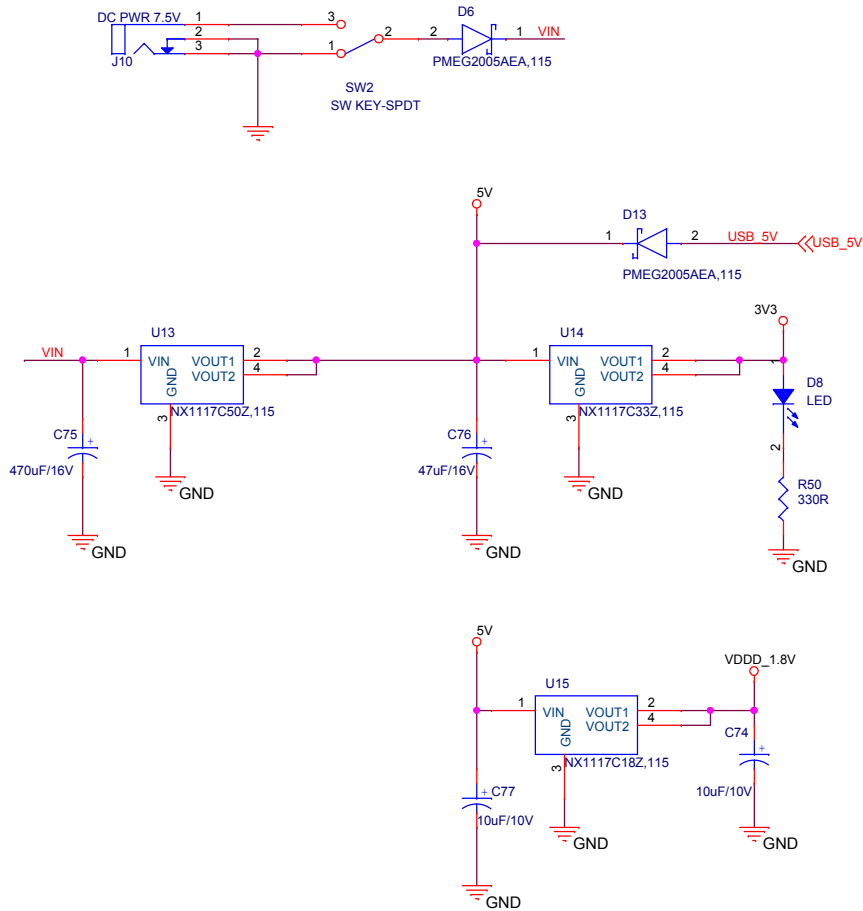 DC PWR 7.5V
1
2
3
J10
3
1
2
SW2
SW KEY-SPDT
D6
2
1
VIN
PMEG2005AEA,115
5V
D13
1
2
USB_5V
USB_5V
PMEG2005AEA,115
VIN
U13
1
VIN
VOUT1
VOUT2
GND
2
4
3
NX1117C50Z,115
C75
+
470uF/16V
GND
GND
C76
+
47uF/16V
GND
U14
1
VIN
VOUT1
VOUT2
GND
2
4
3
NX1117C33Z,115
GND
3V3
1
D8
LED
2
R50
330R
GND
5V
U15
1
VIN
VOUT1
VOUT2
GND
2
4
3
NX1117C18Z,115
VDDD_1.8V
C74
+
10uF/10V
GND
GND
+
C77
10uF/10V
GND